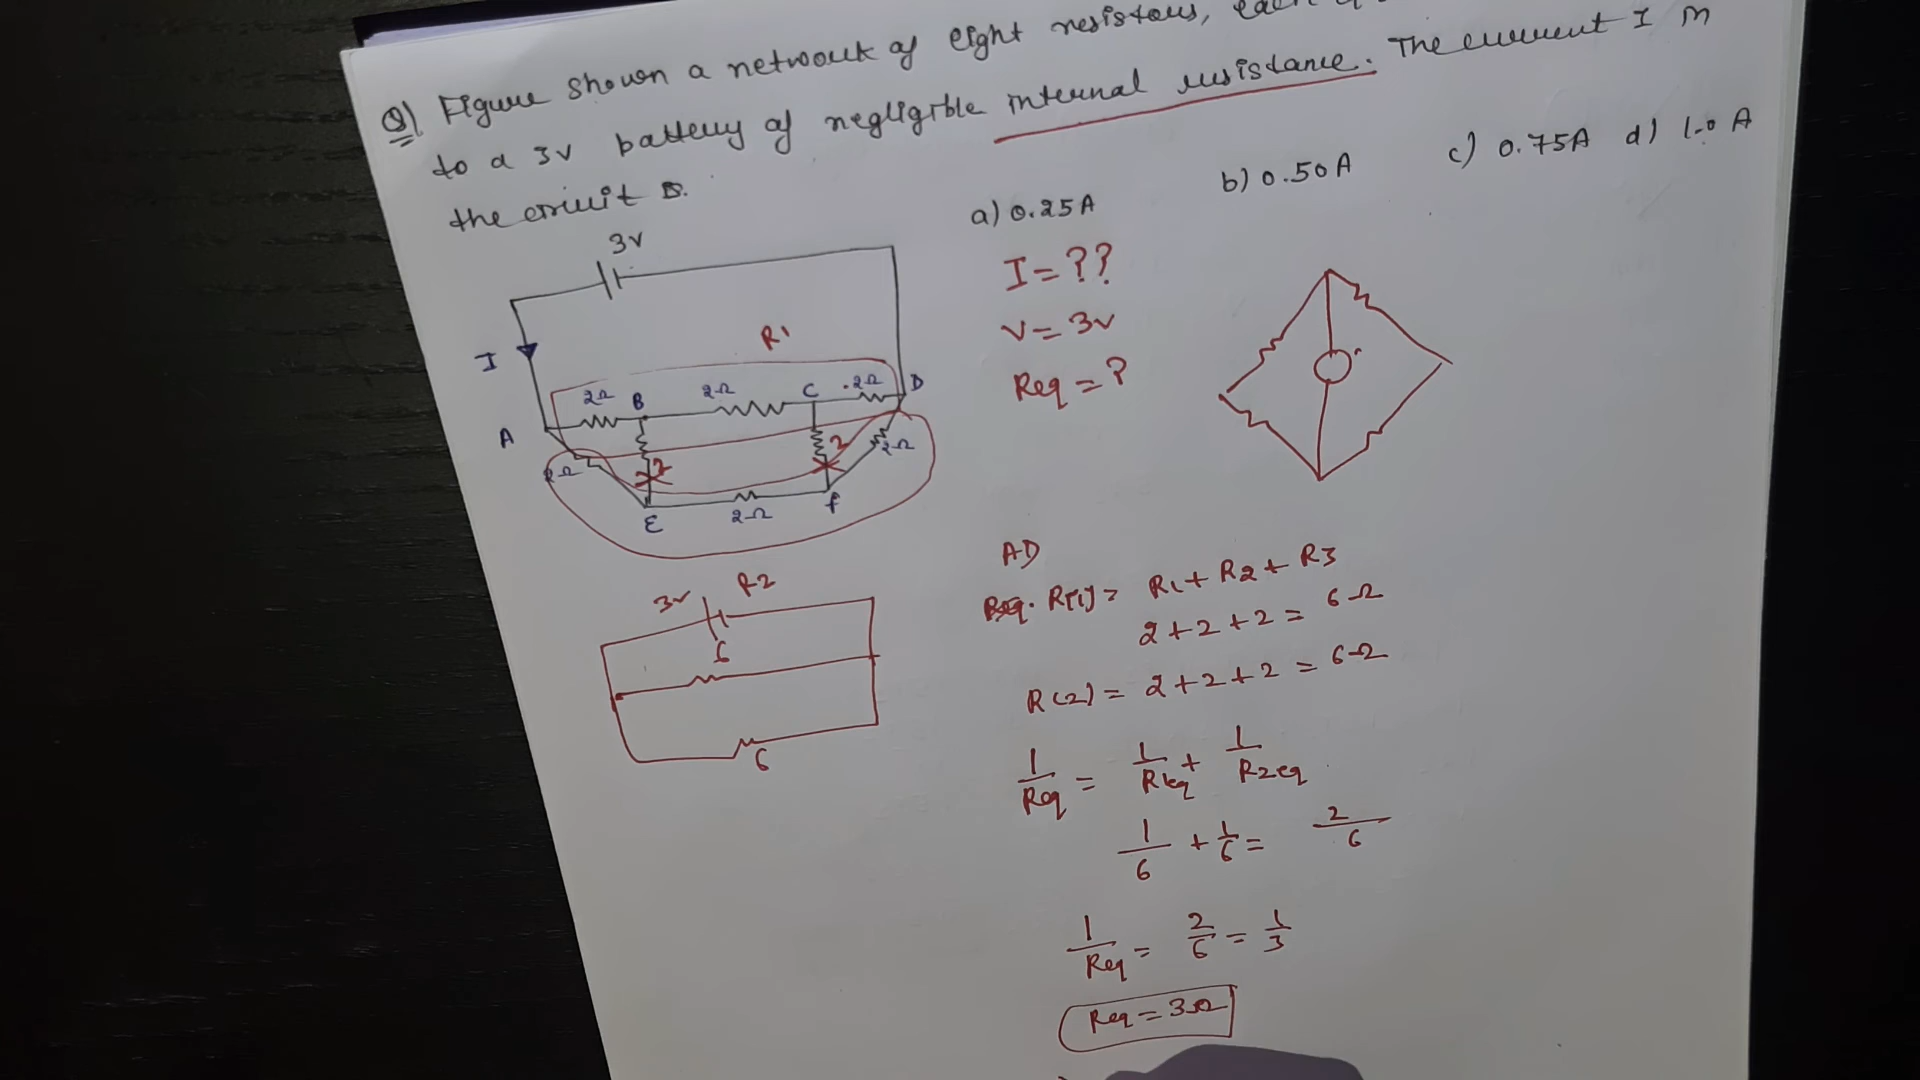 Q) Figure shown a network of eight resistors, each
to a 3V battery of negligible internal resistance. The current I in
the circuit is.
a) 0.25A b) 0.50A c) 0.75A d) 1.0 A
3V
I = ??
V = 3V
Req = ?
I
R1
2Ω B 2Ω C 2Ω D
A
2Ω 2 2 2Ω
E 2Ω F
R2
3V
6
6
AD
R(1) = R1 + R2 + R3
2 + 2 + 2 = 6Ω
R(2) = 2 + 2 + 2 = 6Ω
1/Req = 1/R1eq + 1/R2eq
1/6 + 1/6 = 2/6
1/Req = 2/6 = 1/3
Req = 3Ω